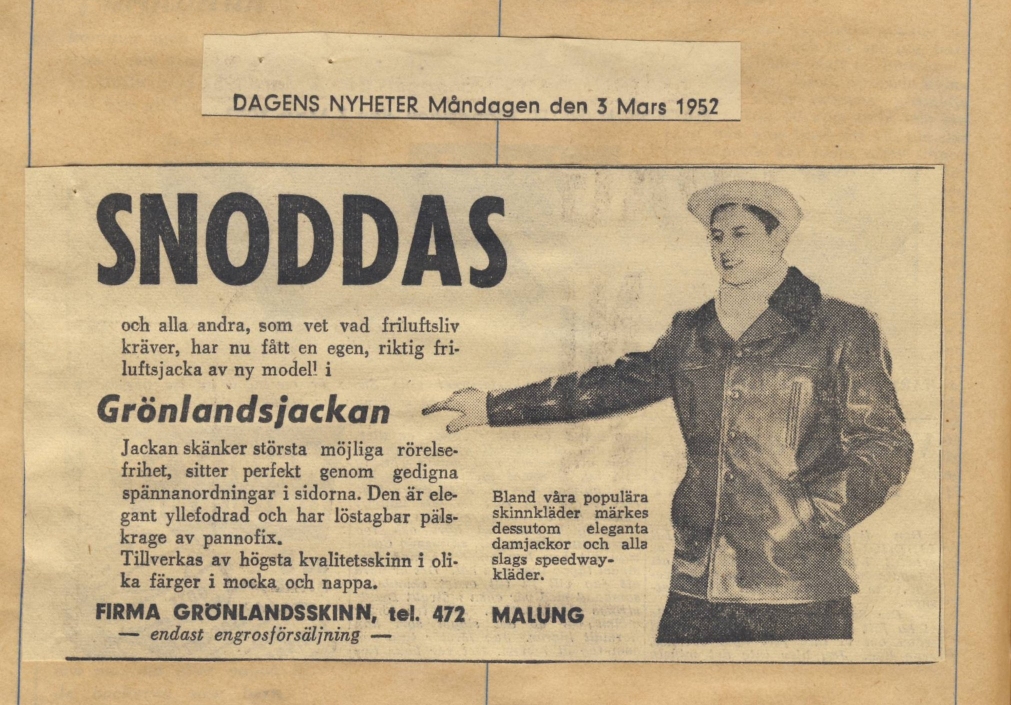 DAGENS NYHETER Måndagen den 3 Mars 1952
SNODDAS
och alla andra, som vet vad friluftsliv
kräver, har nu fått en egen, riktig fri-
luftsjacka av ny model! i
Grönlandsjackan
Jackan skänker största möjliga rörelse-
frihet, sitter perfekt genom gedigna
spännanordningar i sidorna. Den är ele-
gant yllefodrad och har löstagbar päls-
krage av pannofix.
Tillverkas av högsta kvalitetsskinn i oli-
ka färger i mocka och nappa.
Bland våra populära
skinnkläder märkes
dessutom eleganta
damjackor och alla
slags speedway-
kläder.
FIRMA GRÖNLANDSSKINN, tel. 472 MALUNG
— endast engrosförsäljning —